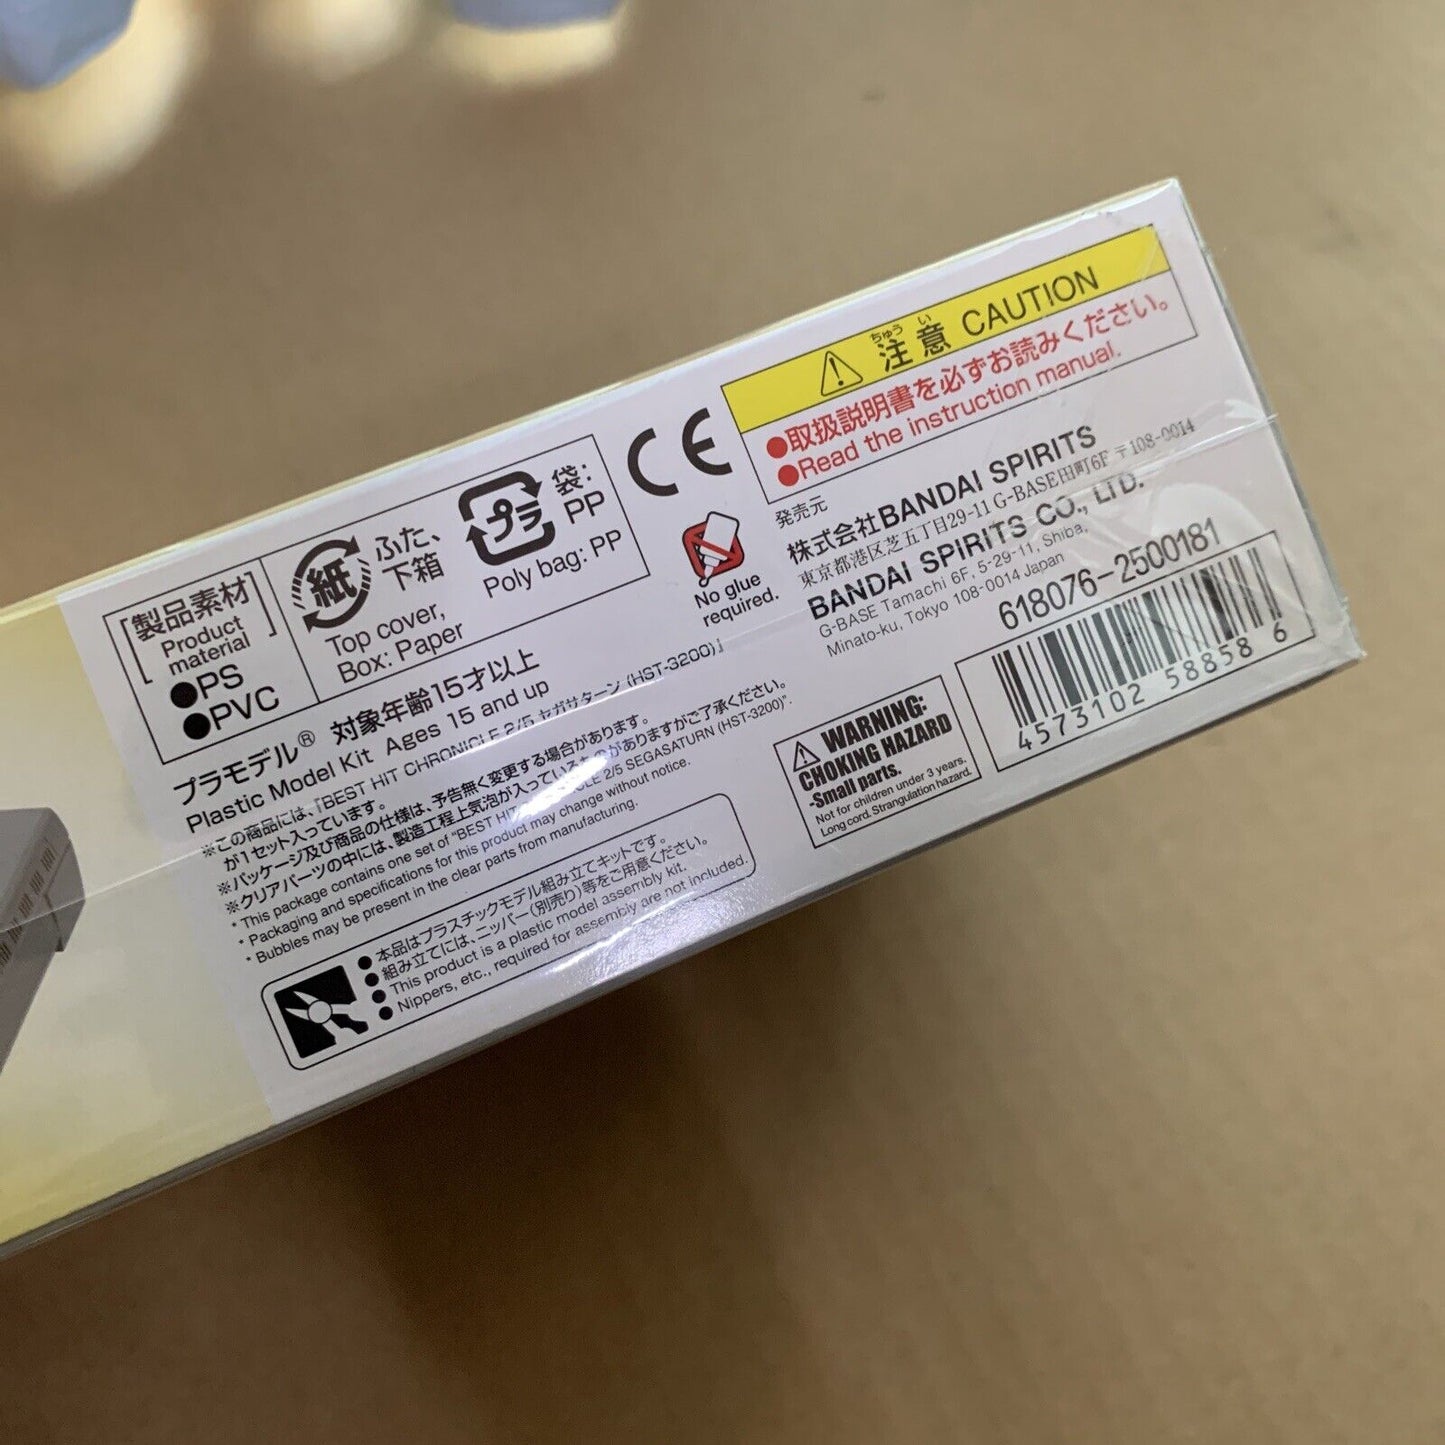 [製品素材]
Product
material
●PS
●PVC
紙
ふた、
下箱
Top cover,
Box: Paper
プラ
袋:
PP
Poly bag: PP
CE
No glue
required.
注意 CAUTION
ちゅう い
●取扱説明書を必ずお読みください。
●Read the instruction manual.
発売元
株式会社BANDAI SPIRITS
東京都港区芝五丁目29-11 G-BASE田町6F 〒108-0014
BANDAI SPIRITS CO., LTD.
G-BASE Tamachi 6F, 5-29-11, Shiba,
Minato-ku, Tokyo 108-0014 Japan
618076-2500181
4573102 58858 6
WARNING:
CHOKING HAZARD
-Small parts.
Not for children under 3 years.
Long cord. Strangulation hazard.
プラモデル® 対象年齢15才以上
Plastic Model Kit Ages 15 and up
※この商品には、「BEST HIT CHRONICLE 2/5 セガサターン (HST-3200)」
が1セット入っています。
※パッケージ及び商品の仕様は、予告無く変更する場合があります。
※クリアパーツの中には、製造工程上気泡が入っているものがありますがご了承ください。
* This package contains one set of "BEST HIT CHRONICLE 2/5 SEGASATURN (HST-3200)".
* Packaging and specifications for this product may change without notice.
* Bubbles may be present in the clear parts from manufacturing.
●本品はプラスチックモデル組み立てキットです。
●組み立てには、ニッパー(別売り)等をご用意ください。
●This product is a plastic model assembly kit.
●Nippers, etc., required for assembly are not included.